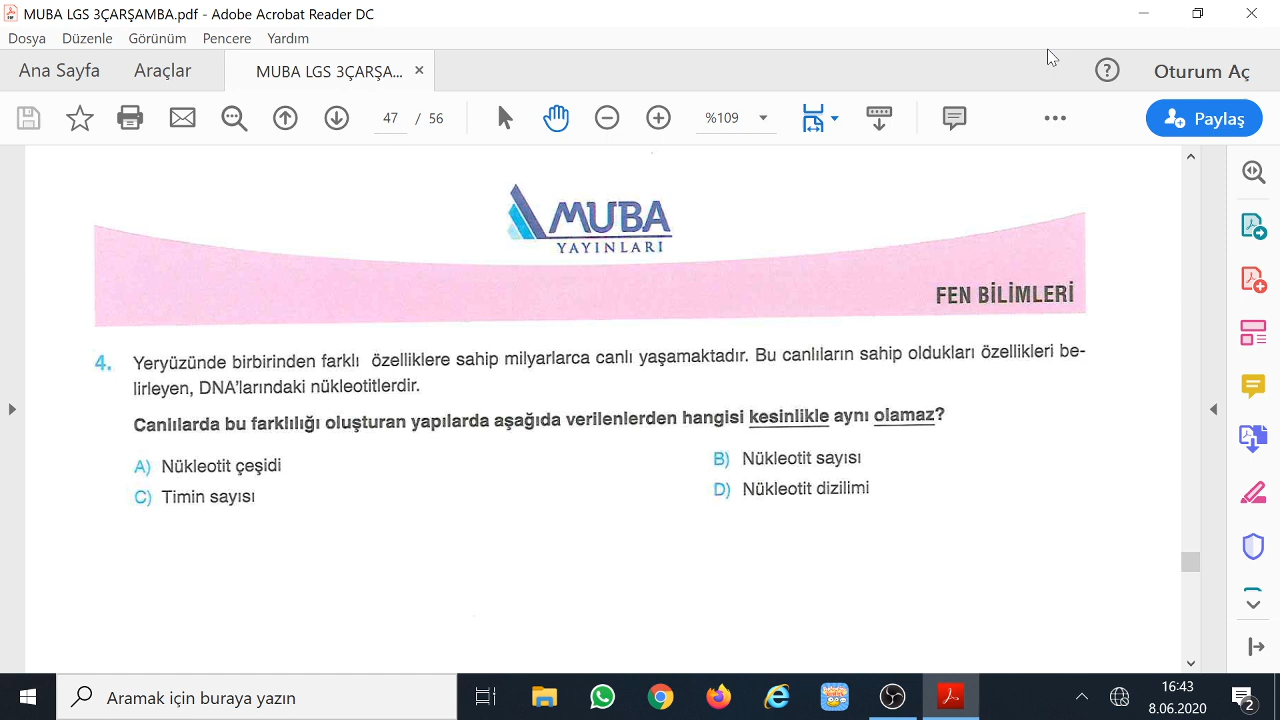 MUBA LGS 3ÇARŞAMBA.pdf - Adobe Acrobat Reader DC
Dosya Düzenle Görünüm Pencere Yardım
Ana Sayfa Araçlar MUBA LGS 3ÇARŞA... × Oturum Aç
47 / 56 %109 Paylaş
MUBA
YAYINLARI
FEN BİLİMLERİ
4. Yeryüzünde birbirinden farklı özelliklere sahip milyarlarca canlı yaşamaktadır. Bu canlıların sahip oldukları özellikleri be-
lirleyen, DNA'larındaki nükleotitlerdir.
Canlılarda bu farklılığı oluşturan yapılarda aşağıda verilenlerden hangisi kesinlikle aynı olamaz?
A) Nükleotit çeşidi B) Nükleotit sayısı
C) Timin sayısı D) Nükleotit dizilimi
Aramak için buraya yazın
16:43
8.06.2020
2